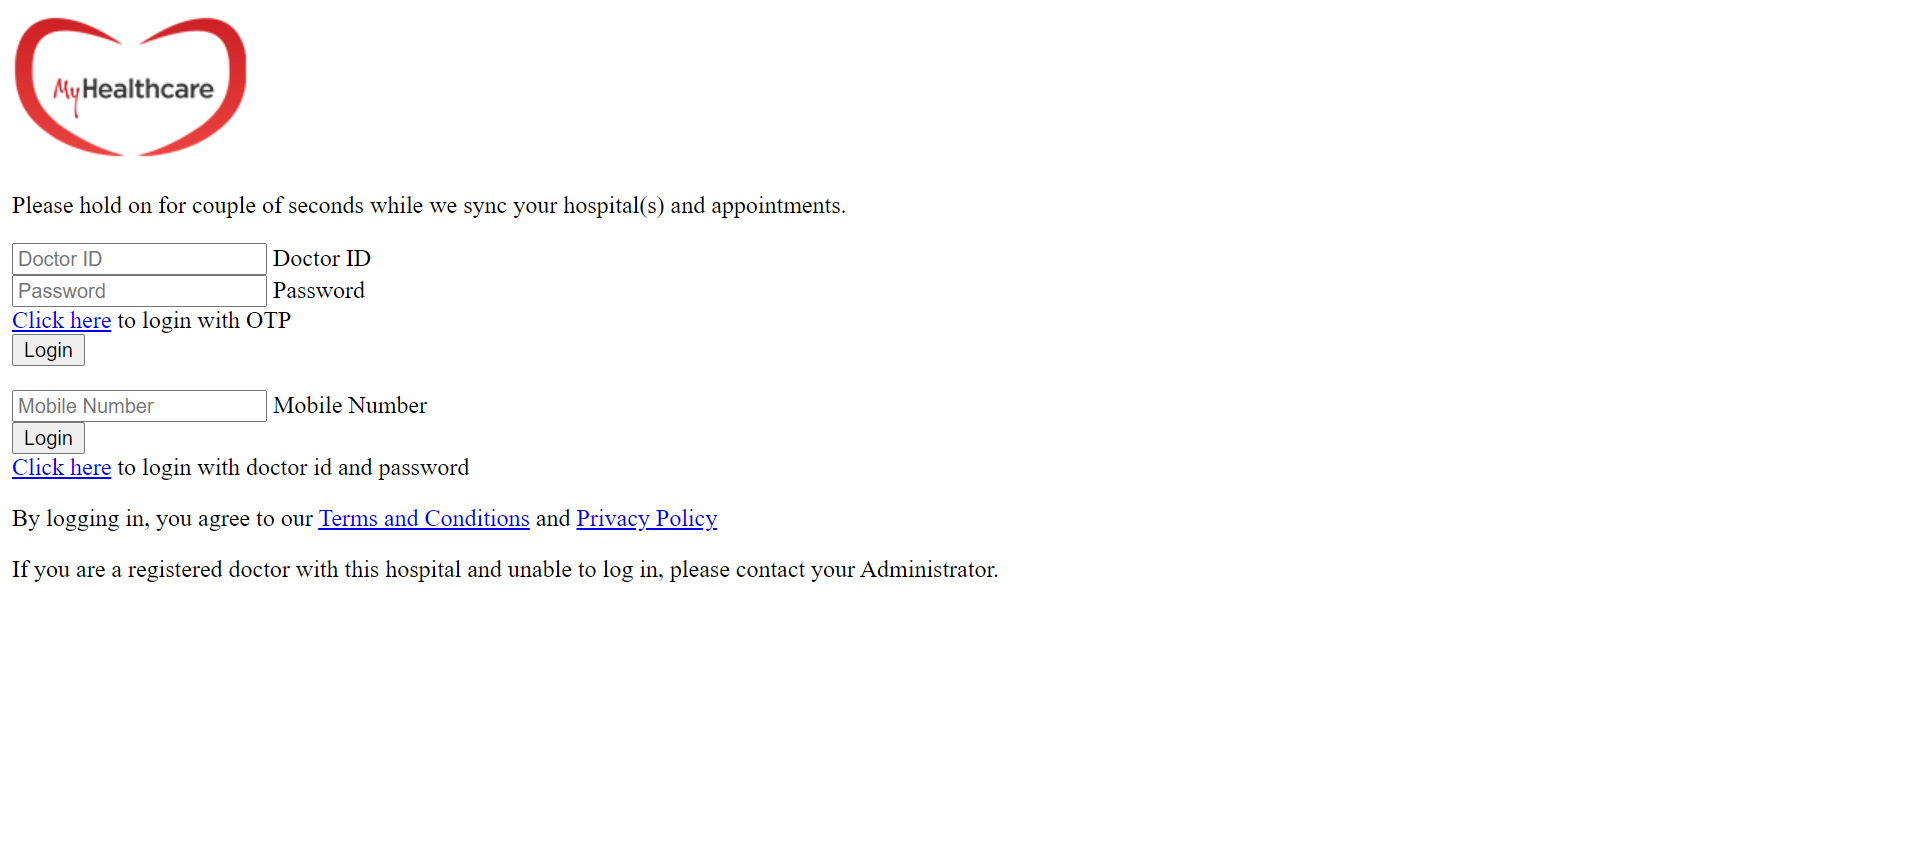 MyHealthcare
Please hold on for couple of seconds while we sync your hospital(s) and appointments.
Doctor ID Doctor ID
Password Password
Click here to login with OTP
Login
Mobile Number Mobile Number
Login
Click here to login with doctor id and password
By logging in, you agree to our Terms and Conditions and Privacy Policy
If you are a registered doctor with this hospital and unable to log in, please contact your Administrator.